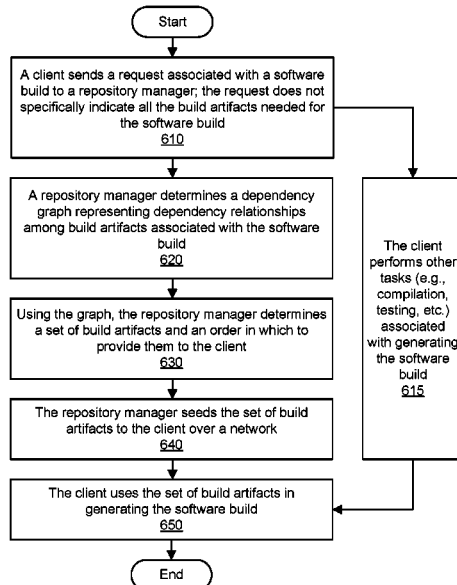 Start
A client sends a request associated with a software
build to a repository manager; the request does not
specifically indicate all the build artifacts needed for
the software build
610
A repository manager determines a dependency
graph representing dependency relationships
among build artifacts associated with the software
build
620
The client
performs other
tasks (e.g.,
compilation,
testing, etc.)
associated
with generating
the software
build
615
Using the graph, the repository manager determines
a set of build artifacts and an order in which to
provide them to the client
630
The repository manager seeds the set of build
artifacts to the client over a network
640
The client uses the set of build artifacts in
generating the software build
650
End